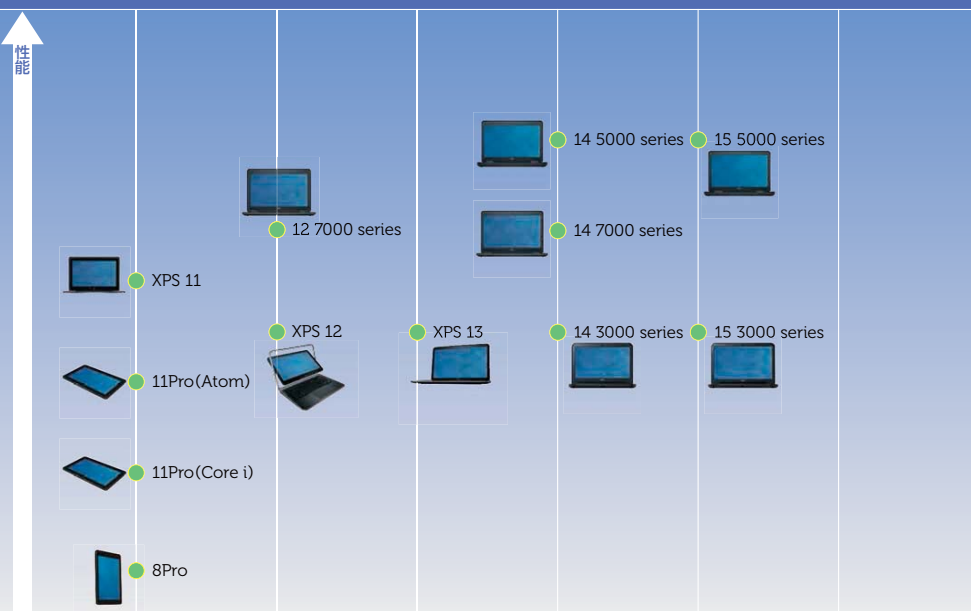 性能
14 5000 series
15 5000 series
12 7000 series
14 7000 series
XPS 11
XPS 12
XPS 13
14 3000 series
15 3000 series
11Pro(Atom)
11Pro(Core i)
8Pro